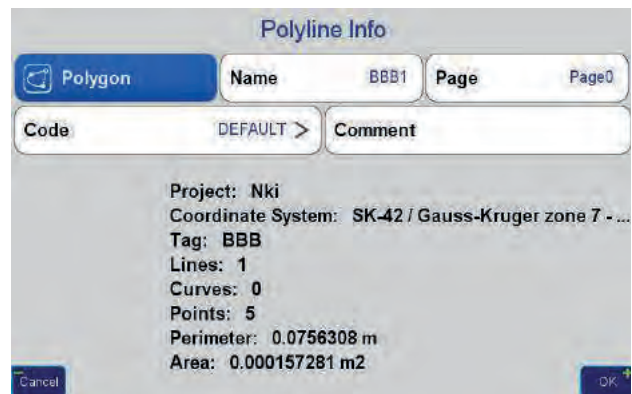 Polyline Info
Polygon
Name BBB1
Page Page0
Code DEFAULT >
Comment
Project: Nki
Coordinate System: SK-42 / Gauss-Kruger zone 7 - ...
Tag: BBB
Lines: 1
Curves: 0
Points: 5
Perimeter: 0.0756308 m
Area: 0.000157281 m2
Cancel
OK